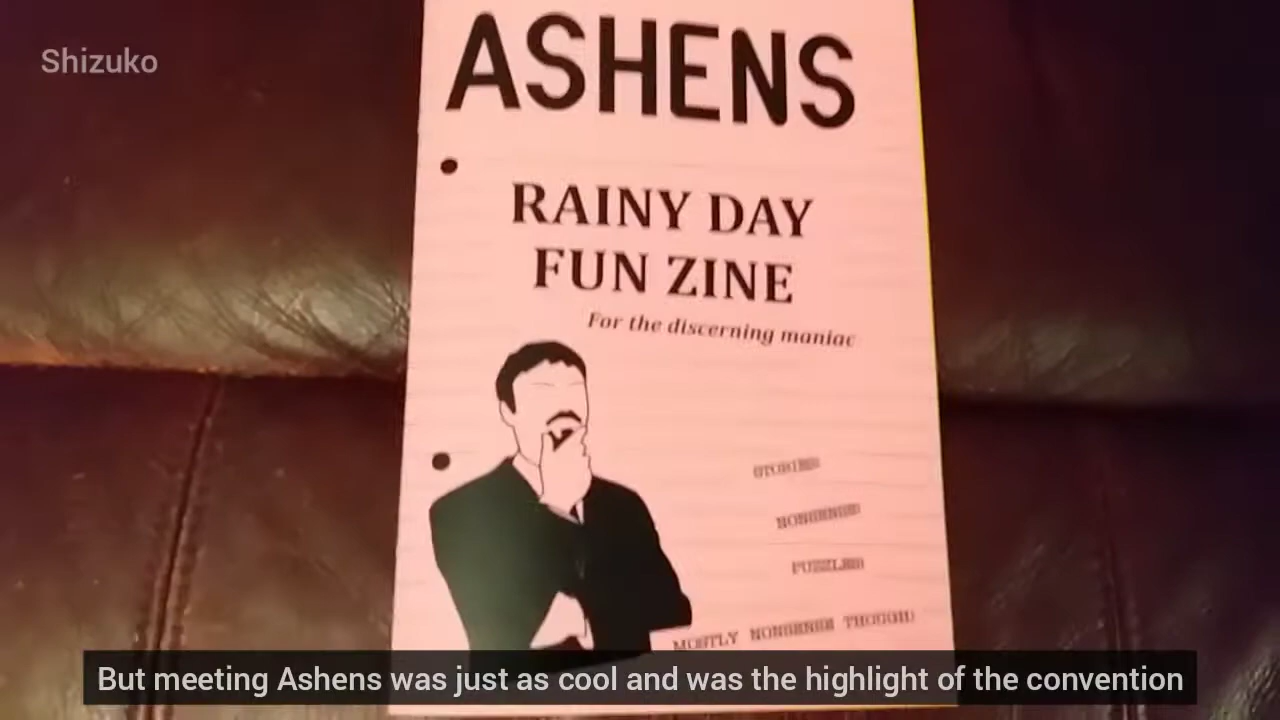 Shizuko
ASHENS
RAINY DAY
FUN ZINE
For the discerning maniac
STORIES
NONSENSE!
PUZZLES!
MOSTLY NONSENSE THOUGH!
But meeting Ashens was just as cool and was the highlight of the convention